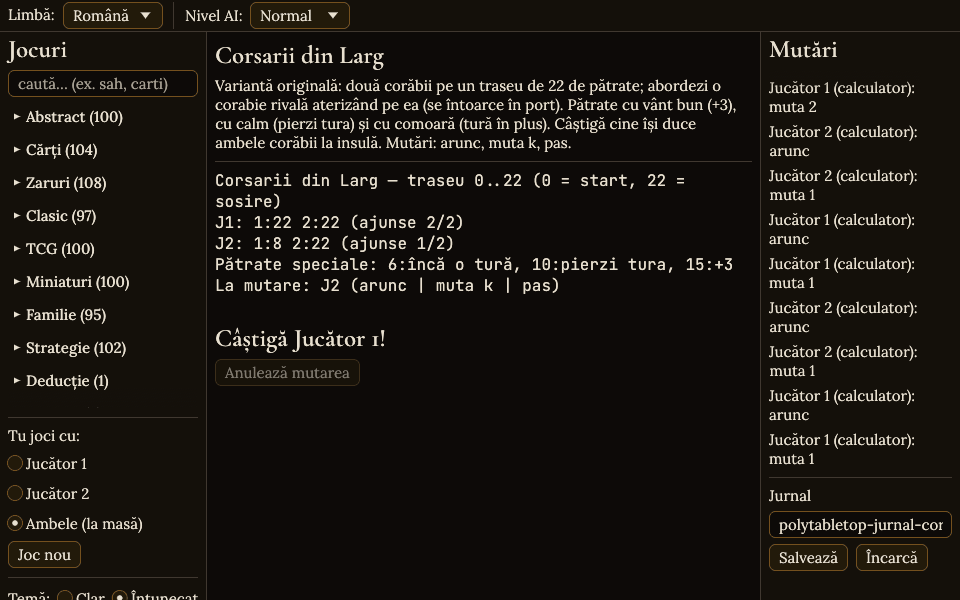 Limbă: Română ▼ Nivel AI: Normal ▼
Jocuri
caută... (ex. sah, carti)
▸ Abstract (100)
▸ Cărți (104)
▸ Zaruri (108)
▸ Clasic (97)
▸ TCG (100)
▸ Miniaturi (100)
▸ Familie (95)
▸ Strategie (102)
▸ Deducție (1)
Tu joci cu:
Jucător 1
Jucător 2
Ambele (la masă)
Joc nou
Temă: Clar Întunecat
Corsarii din Larg
Variantă originală: două corăbii pe un traseu de 22 de pătrate; abordezi o
corabie rivală aterizând pe ea (se întoarce în port). Pătrate cu vânt bun (+3),
cu calm (pierzi tura) și cu comoară (tură în plus). Câștigă cine își duce
ambele corăbii la insulă. Mutări: arunc, muta k, pas.
Corsarii din Larg — traseu 0..22 (0 = start, 22 =
sosire)
J1: 1:22 2:22 (ajunse 2/2)
J2: 1:8 2:22 (ajunse 1/2)
Pătrate speciale: 6:încă o tură, 10:pierzi tura, 15:+3
La mutare: J2 (arunc | muta k | pas)
Câștigă Jucător 1!
Anulează mutarea
Mutări
Jucător 1 (calculator):
muta 2
Jucător 2 (calculator):
arunc
Jucător 2 (calculator):
muta 1
Jucător 1 (calculator):
arunc
Jucător 1 (calculator):
muta 1
Jucător 2 (calculator):
arunc
Jucător 2 (calculator):
muta 1
Jucător 1 (calculator):
arunc
Jucător 1 (calculator):
muta 1
Jurnal
polytabletop-jurnal-cor
Salvează Încarcă